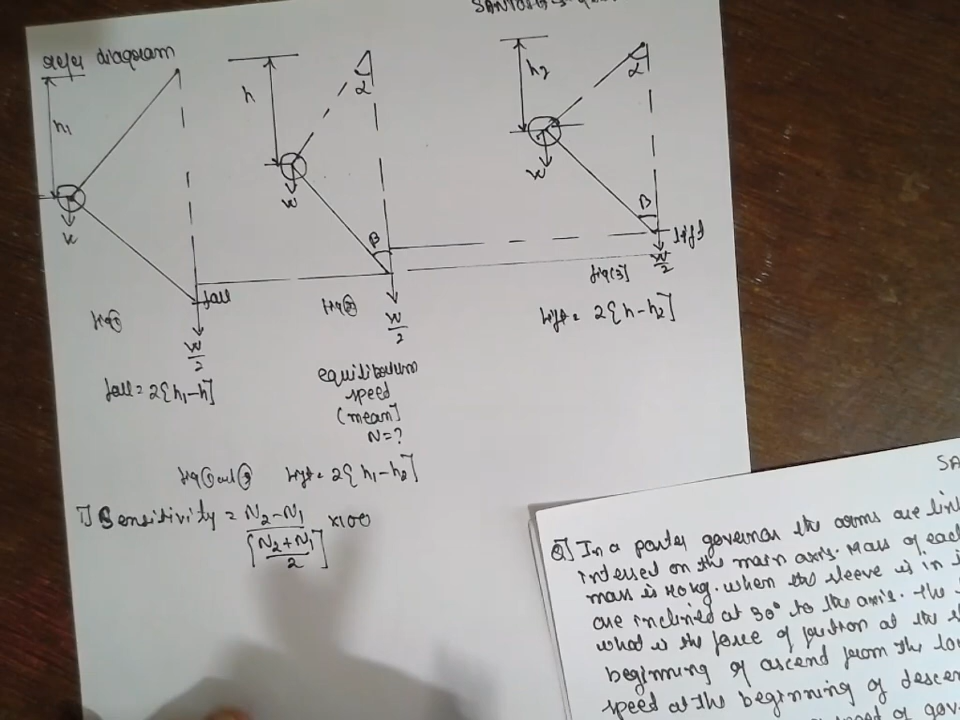 refer diagram
h1
w
fall
fig①
W/2
fall = 2{h1-h]
h
α
w
β
fig②
W/2
equilibrium
speed
(mean]
N=?
h2
α
w
β
lift
W/2
fig[3]
lift = 2{h-h2]
fig① and ③ lift = 2{h1-h2]
Sensitivity = N2-N1 / [N2+N1 / 2] ×100
Q] In a porter governor the arms are
on the main axis. Mass of each
mass is 40kg. when the sleeve is in
are inclined at 30° to the axis. The
what is the force of friction at the
beginning of ascend from the
speed at the beginning of
of